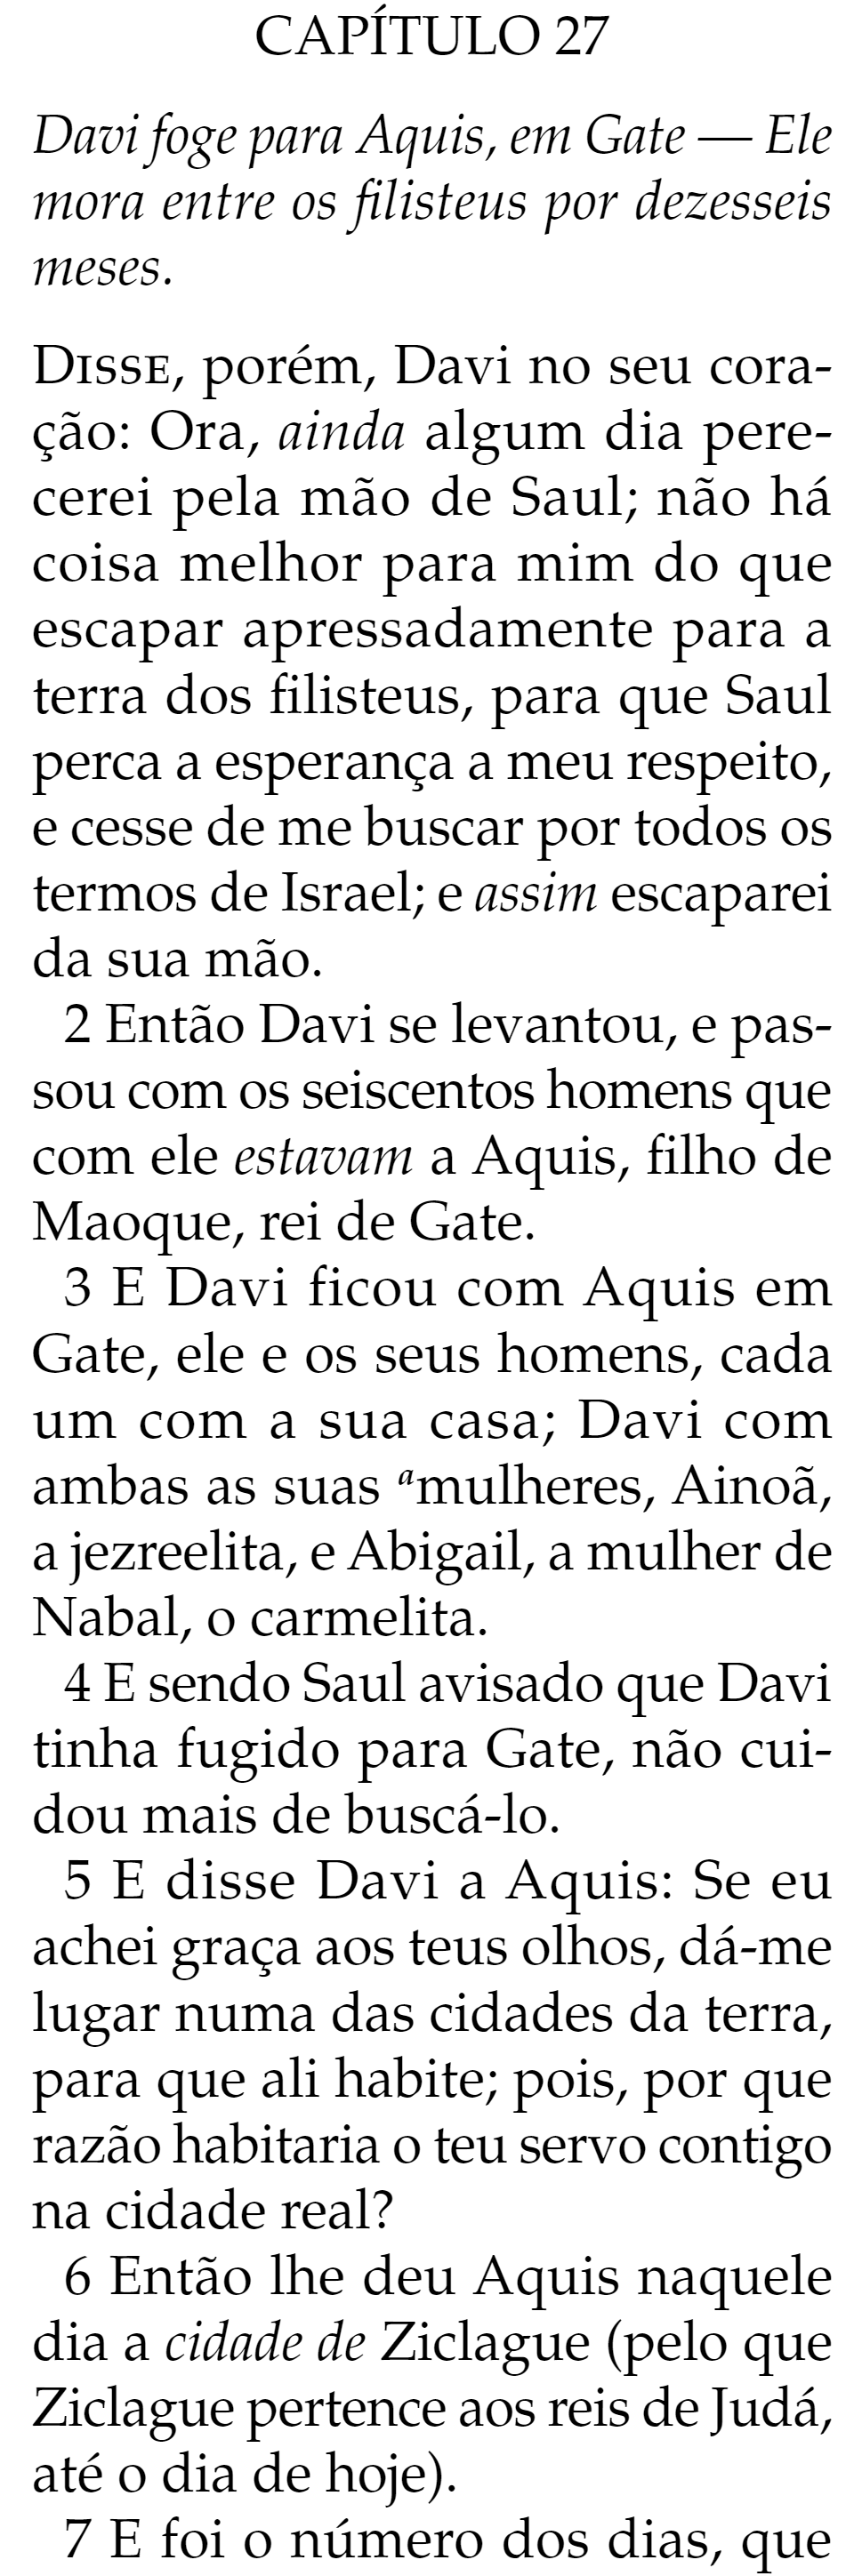 CAPÍTULO 27
Davi foge para Aquis, em Gate — Ele
mora entre os filisteus por dezesseis
meses.
DISSE, porém, Davi no seu cora-
ção: Ora, ainda algum dia pere-
cerei pela mão de Saul; não há
coisa melhor para mim do que
escapar apressadamente para a
terra dos filisteus, para que Saul
perca a esperança a meu respeito,
e cesse de me buscar por todos os
termos de Israel; e assim escaparei
da sua mão.
2 Então Davi se levantou, e pas-
sou com os seiscentos homens que
com ele estavam a Aquis, filho de
Maoque, rei de Gate.
3 E Davi ficou com Aquis em
Gate, ele e os seus homens, cada
um com a sua casa; Davi com
ambas as suas ᵃmulheres, Ainoã,
a jezreelita, e Abigail, a mulher de
Nabal, o carmelita.
4 E sendo Saul avisado que Davi
tinha fugido para Gate, não cui-
dou mais de buscá-lo.
5 E disse Davi a Aquis: Se eu
achei graça aos teus olhos, dá-me
lugar numa das cidades da terra,
para que ali habite; pois, por que
razão habitaria o teu servo contigo
na cidade real?
6 Então lhe deu Aquis naquele
dia a cidade de Ziclague (pelo que
Ziclague pertence aos reis de Judá,
até o dia de hoje).
7 E foi o número dos dias, que